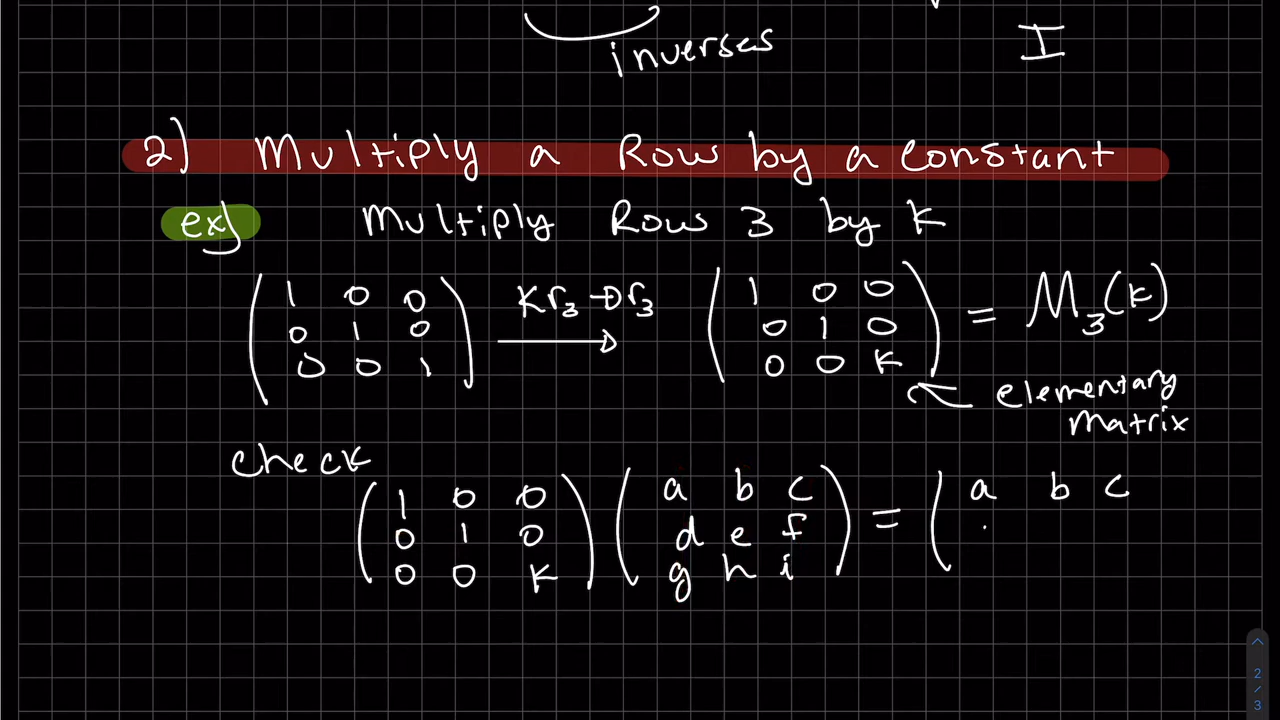 inverses I
2) Multiply a Row by a constant
ex) Multiply Row 3 by k
( 1 0 0 Kr₃ → r₃ ( 1 0 0
0 1 0 ) 0 1 0 ) = M₃(k)
0 0 1 0 0 k
elementary
matrix
check
( 1 0 0 ( a b c ( a b c
0 1 0 ) d e f ) =
0 0 k g h i
2
/
3